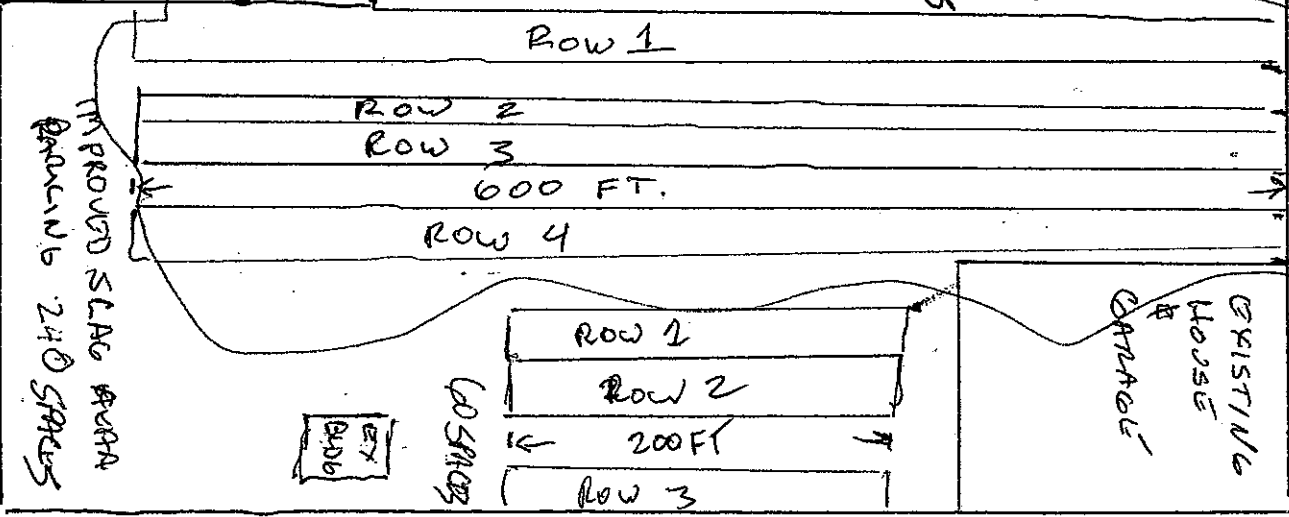 ROW 1
ROW 2
ROW 3
600 FT.
ROW 4
IMPROVED SLAG AREA
PARKING 240 SPACES
ROW 1
ROW 2
200 FT
ROW 3
60 SPACES
EX
BLDG
EXISTING
HOUSE
&
GARAGE